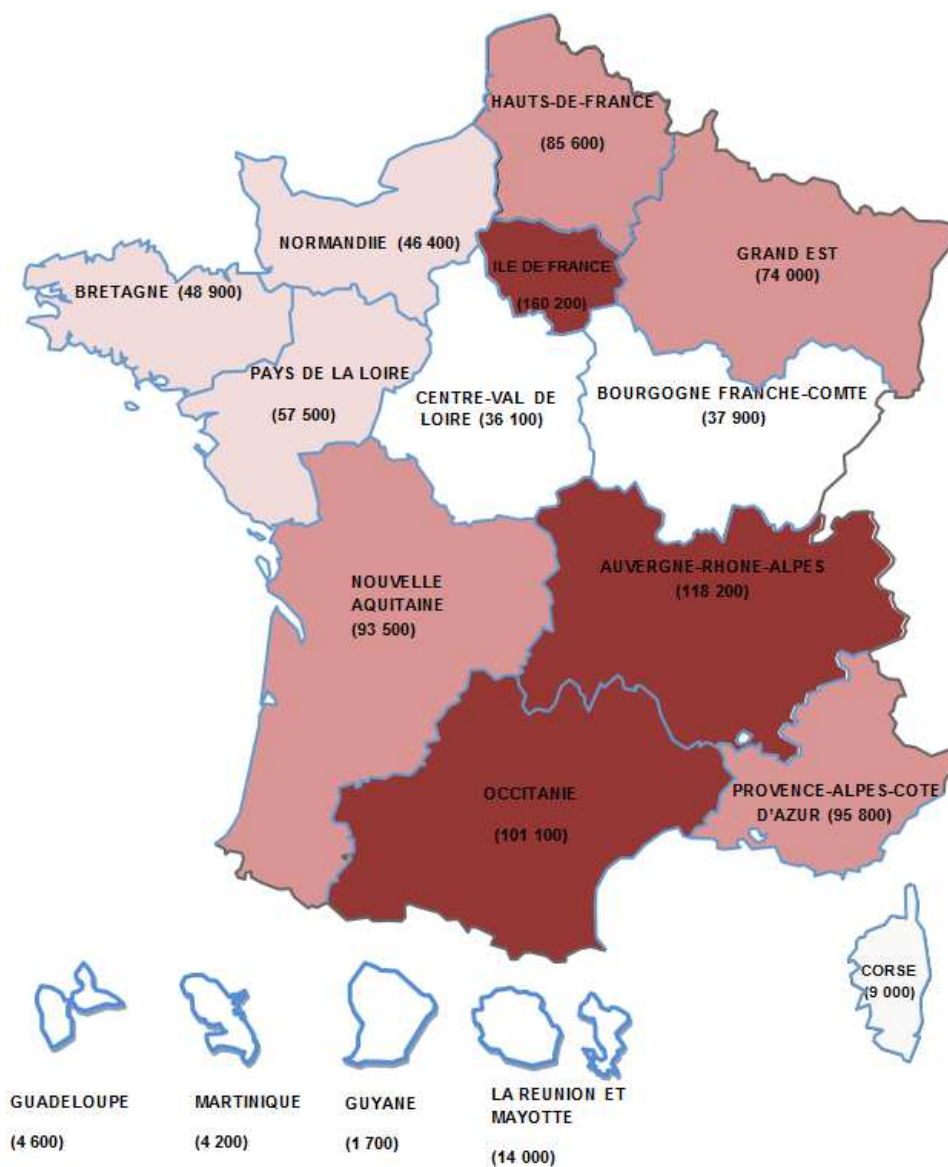 HAUTS-DE-FRANCE
(85 600)
NORMANDIIE (46 400)
ILE DE FRANCE
(160 200)
GRAND EST
(74 000)
BRETAGNE (48 900)
PAYS DE LA LOIRE
(57 500)
CENTRE-VAL DE
LOIRE (36 100)
BOURGOGNE FRANCHE-COMTE
(37 900)
NOUVELLE
AQUITAINE
(93 500)
AUVERGNE-RHONE-ALPES
(118 200)
OCCITANIE
(101 100)
PROVENCE-ALPES-COTE
D'AZUR (95 800)
CORSE
(9 000)
GUADELOUPE
(4 600)
MARTINIQUE
(4 200)
GUYANE
(1 700)
LA REUNION ET
MAYOTTE
(14 000)